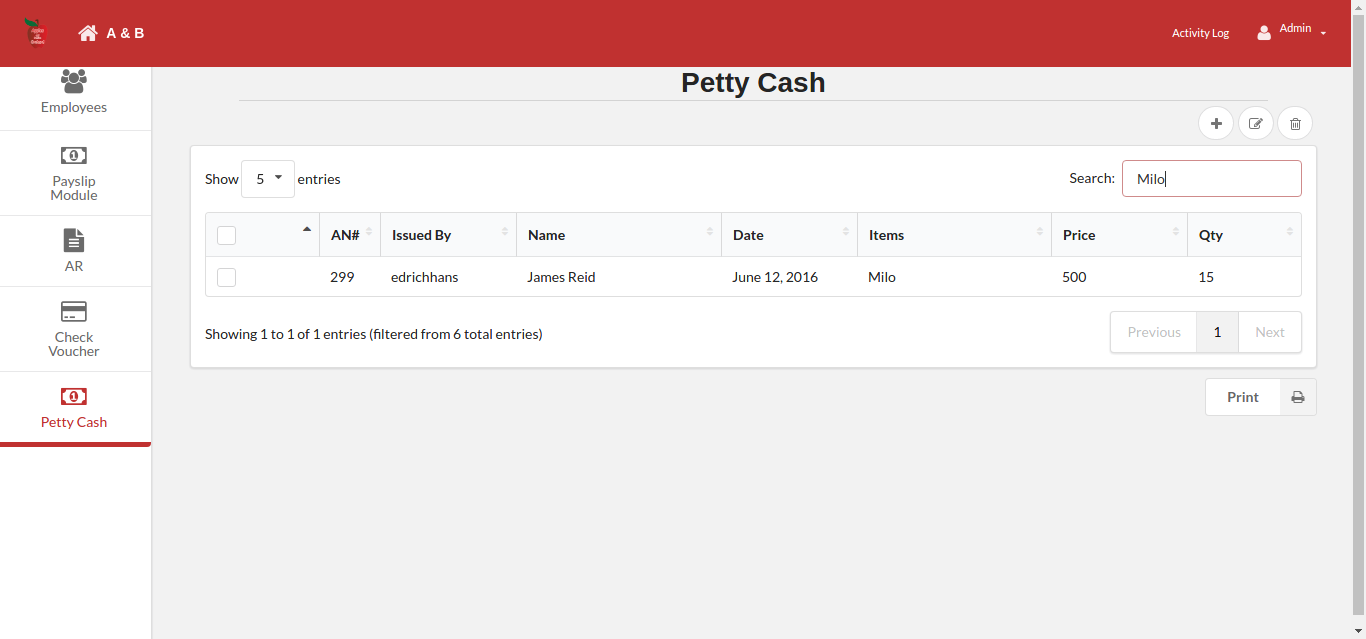 A & B
Activity Log
Admin
Employees
Payslip
Module
AR
Check
Voucher
Petty Cash
Petty Cash
Show 5 entries
Search: Milo
AN# Issued By Name Date Items Price Qty
299 edrichhans James Reid June 12, 2016 Milo 500 15
Showing 1 to 1 of 1 entries (filtered from 6 total entries)
Previous 1 Next
Print